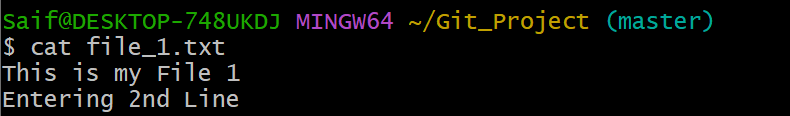 Saif@DESKTOP-748UKDJ MINGW64 ~/Git_Project (master)
$ cat file_1.txt
This is my File 1
Entering 2nd Line